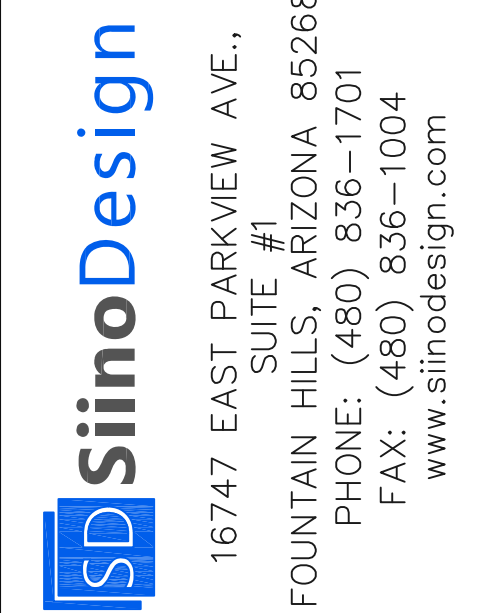 SD
SiinoDesign
16747 EAST PARKVIEW AVE.,
SUITE #1
FOUNTAIN HILLS, ARIZONA 85268
PHONE: (480) 836-1701
FAX: (480) 836-1004
www.siinodesign.com